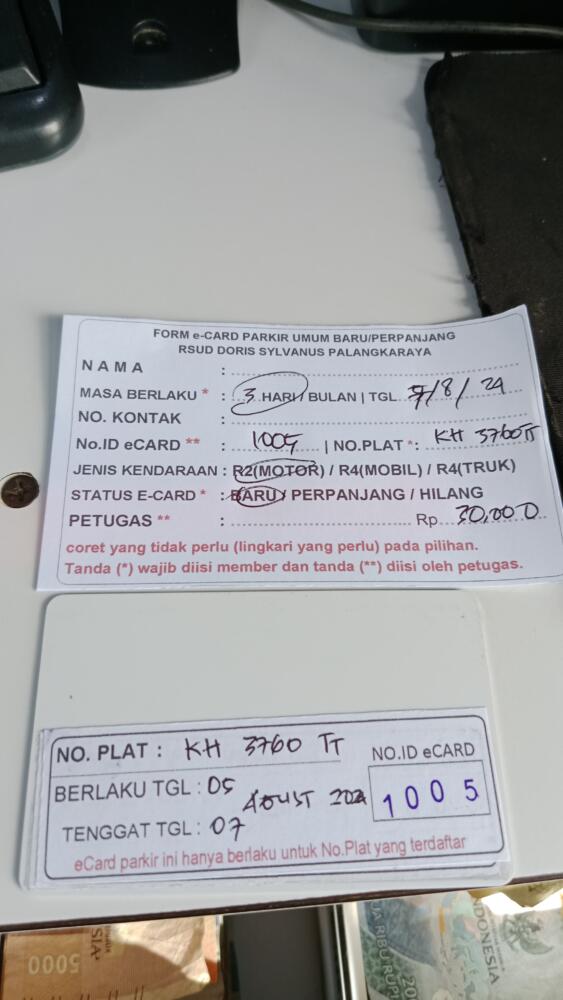 FORM e-CARD PARKIR UMUM BARU/PERPANJANG
RSUD DORIS SYLVANUS PALANGKARAYA
NAMA :
MASA BERLAKU * : 3 HARI / BULAN | TGL. 7/8/24
NO. KONTAK :
No.ID eCARD ** : 1005 | NO.PLAT *: KH 3760 TT
JENIS KENDARAAN : R2(MOTOR) / R4(MOBIL) / R4(TRUK)
STATUS E-CARD * : BARU / PERPANJANG / HILANG
PETUGAS ** : Rp 30,000
coret yang tidak perlu (lingkari yang perlu) pada pilihan.
Tanda (*) wajib diisi member dan tanda (**) diisi oleh petugas.
NO. PLAT : KH 3760 TT
NO.ID eCARD
BERLAKU TGL : 05
1005
TENGGAT TGL : 07
eCard parkir ini hanya berlaku untuk No.Plat yang terdaftar
5000
RIBU RUPIAH
INDONESIA